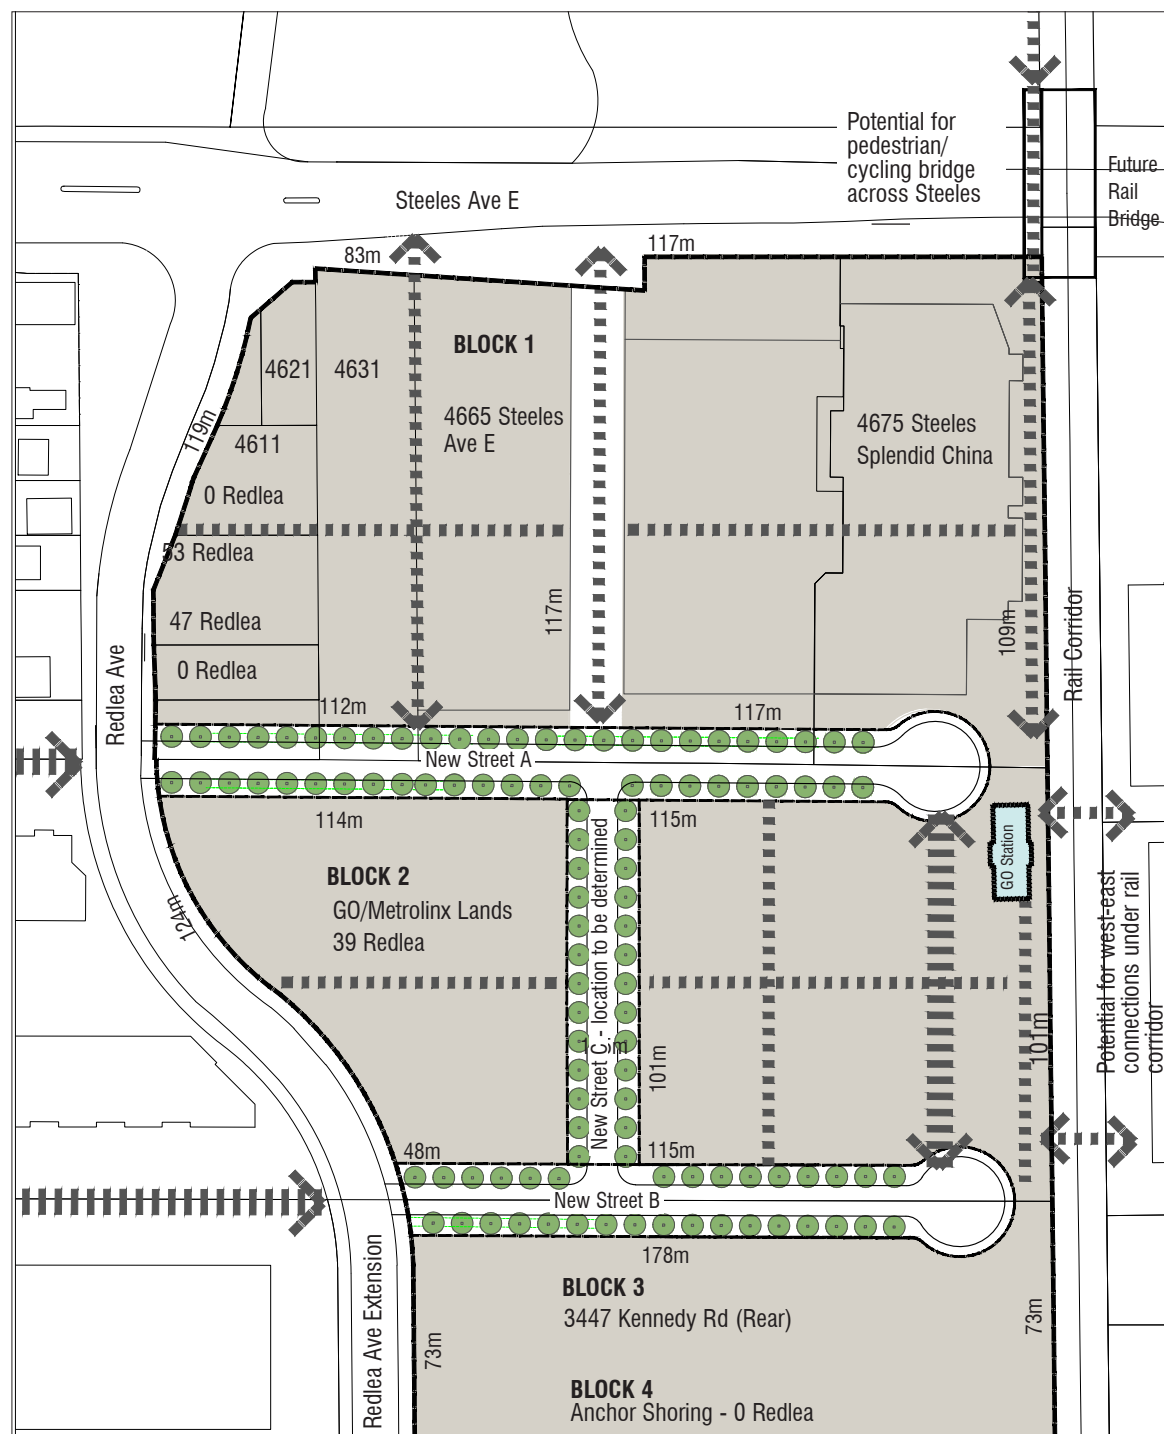 Potential for
pedestrian/
cycling bridge
across Steeles
Future
Rail
Bridge
Steeles Ave E
83m
117m
BLOCK 1
4621
4631
4665 Steeles
Ave E
4675 Steeles
Splendid China
119m
4611
0 Redlea
53 Redlea
47 Redlea
0 Redlea
117m
109m
Rail Corridor
Redlea Ave
112m
117m
New Street A
114m
115m
BLOCK 2
GO/Metrolinx Lands
39 Redlea
124m
New Street C - location to be determined
GO Station
101m
101m
Potential for west-east
connections under rail
corridor
48m
115m
New Street B
178m
BLOCK 3
3447 Kennedy Rd (Rear)
Redlea Ave Extension
73m
73m
BLOCK 4
Anchor Shoring - 0 Redlea